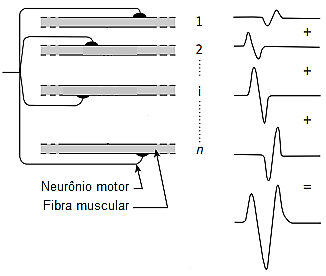 1
+
2
+
i
+
n
=
Neurônio motor
Fibra muscular